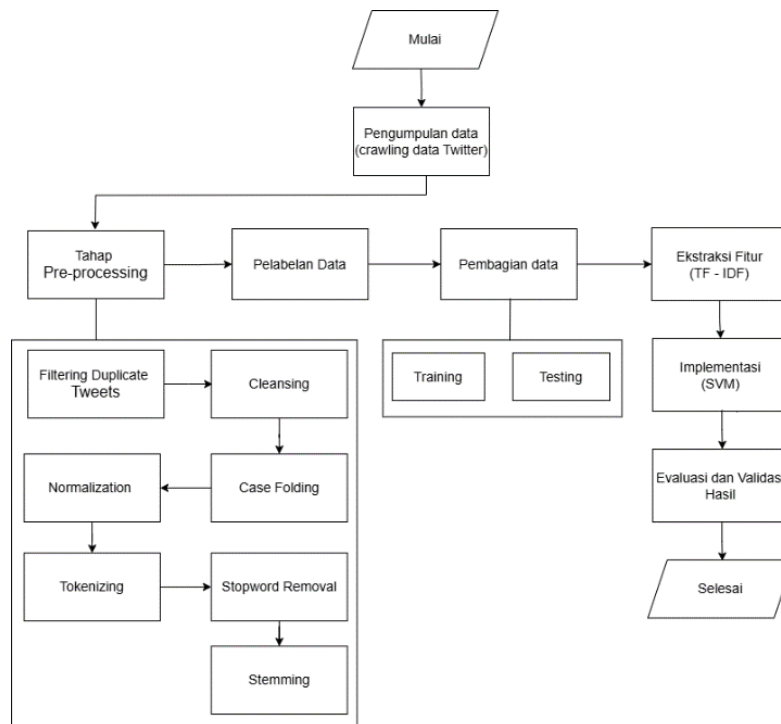 Mulai
Pengumpulan data
(crawling data Twitter)
Tahap
Pre-processing
Pelabelan Data
Pembagian data
Ekstraksi Fitur
(TF - IDF)
Filtering Duplicate
Tweets
Cleansing
Training
Testing
Implementasi
(SVM)
Normalization
Case Folding
Evaluasi dan Validas
Hasil
Tokenizing
Stopword Removal
Selesai
Stemming